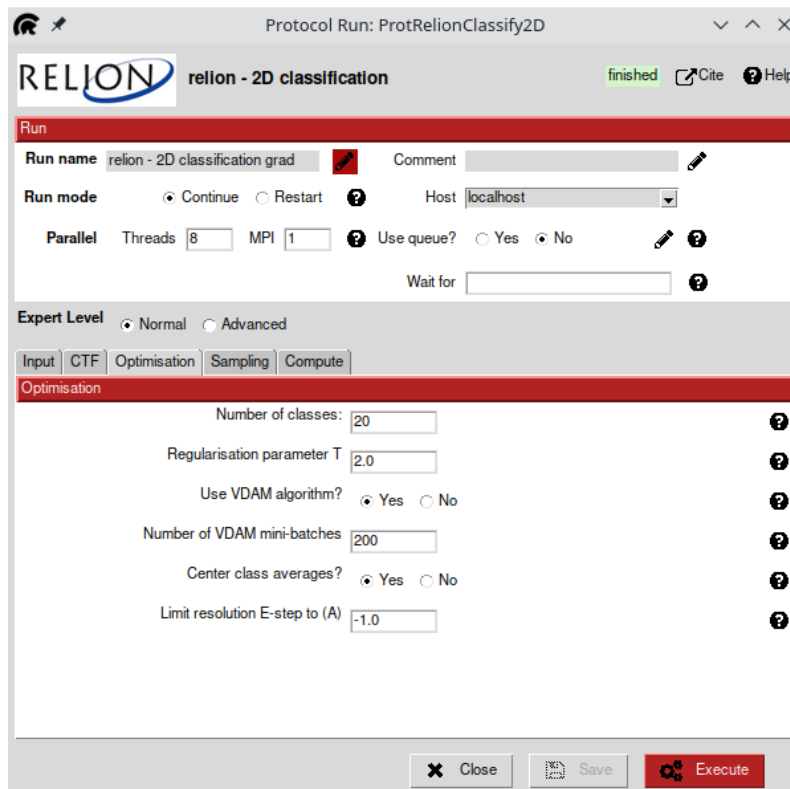 Protocol Run: ProtRelionClassify2D
RELION relion - 2D classification finished Cite Help
Run
Run name relion - 2D classification grad Comment
Run mode Continue Restart Host localhost
Parallel Threads 8 MPI 1 Use queue? Yes No
Wait for
Expert Level Normal Advanced
Input CTF Optimisation Sampling Compute
Optimisation
Number of classes: 20
Regularisation parameter T 2.0
Use VDAM algorithm? Yes No
Number of VDAM mini-batches 200
Center class averages? Yes No
Limit resolution E-step to (A) -1.0
Close Save Execute